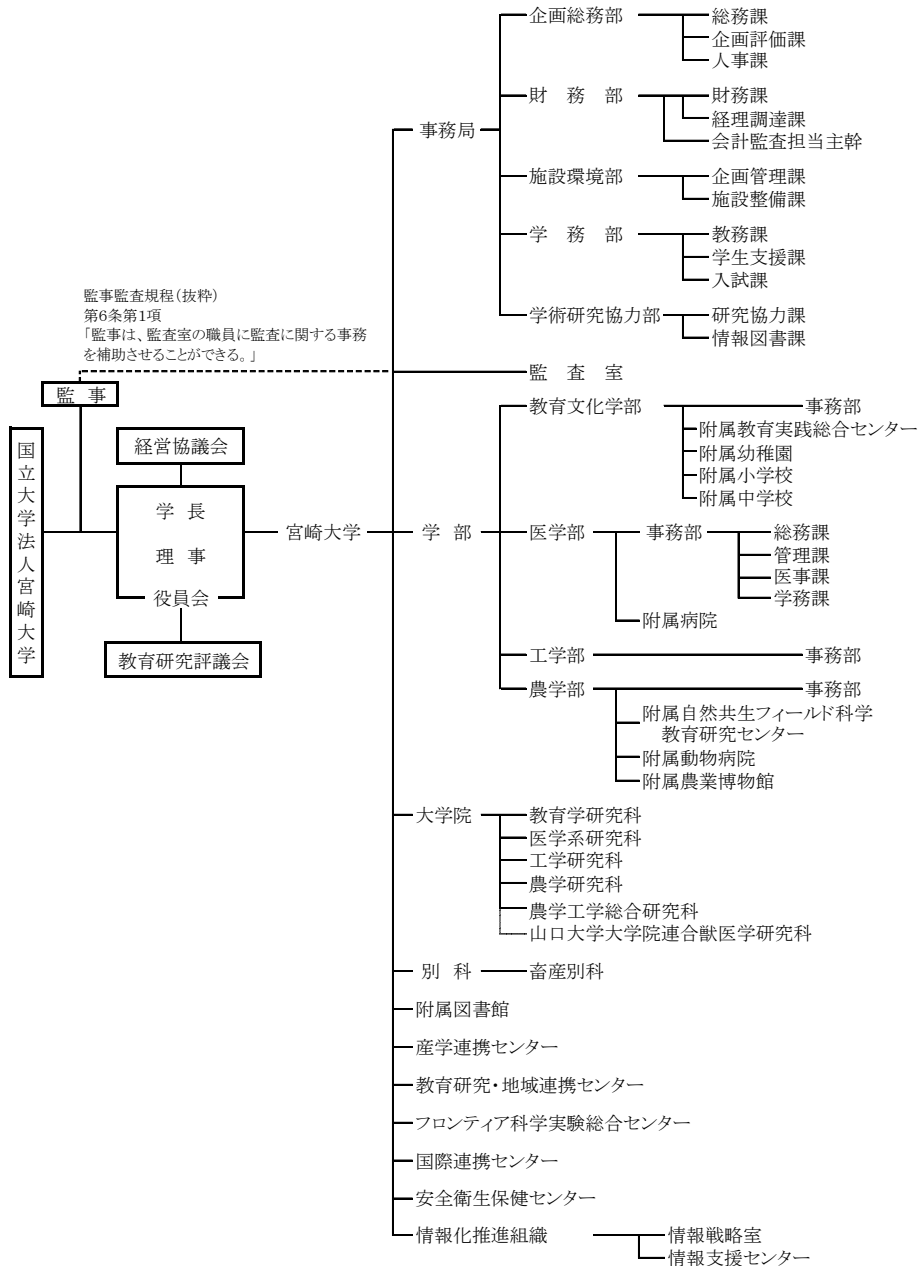 企画総務部
総務課
企画評価課
人事課
財 務 部
財務課
経理調達課
会計監査担当主幹
事務局
施設環境部
企画管理課
施設整備課
学 務 部
教務課
学生支援課
入試課
学術研究協力部
研究協力課
情報図書課
監事監査規程(抜粋)
第6条第1項
「監事は、監査室の職員に監査に関する事務
を補助させることができる。」
監 査 室
監 事
国立大学法人宮崎大学
経営協議会
学 長
理 事
役員会
教育研究評議会
宮崎大学
学 部
教育文化学部
事務部
附属教育実践総合センター
附属幼稚園
附属小学校
附属中学校
医学部
事務部
総務課
管理課
医事課
学務課
附属病院
工学部
事務部
農学部
事務部
附属自然共生フィールド科学
教育研究センター
附属動物病院
附属農業博物館
大学院
教育学研究科
医学系研究科
工学研究科
農学研究科
農学工学総合研究科
山口大学大学院連合獣医学研究科
別 科
畜産別科
附属図書館
産学連携センター
教育研究・地域連携センター
フロンティア科学実験総合センター
国際連携センター
安全衛生保健センター
情報化推進組織
情報戦略室
情報支援センター